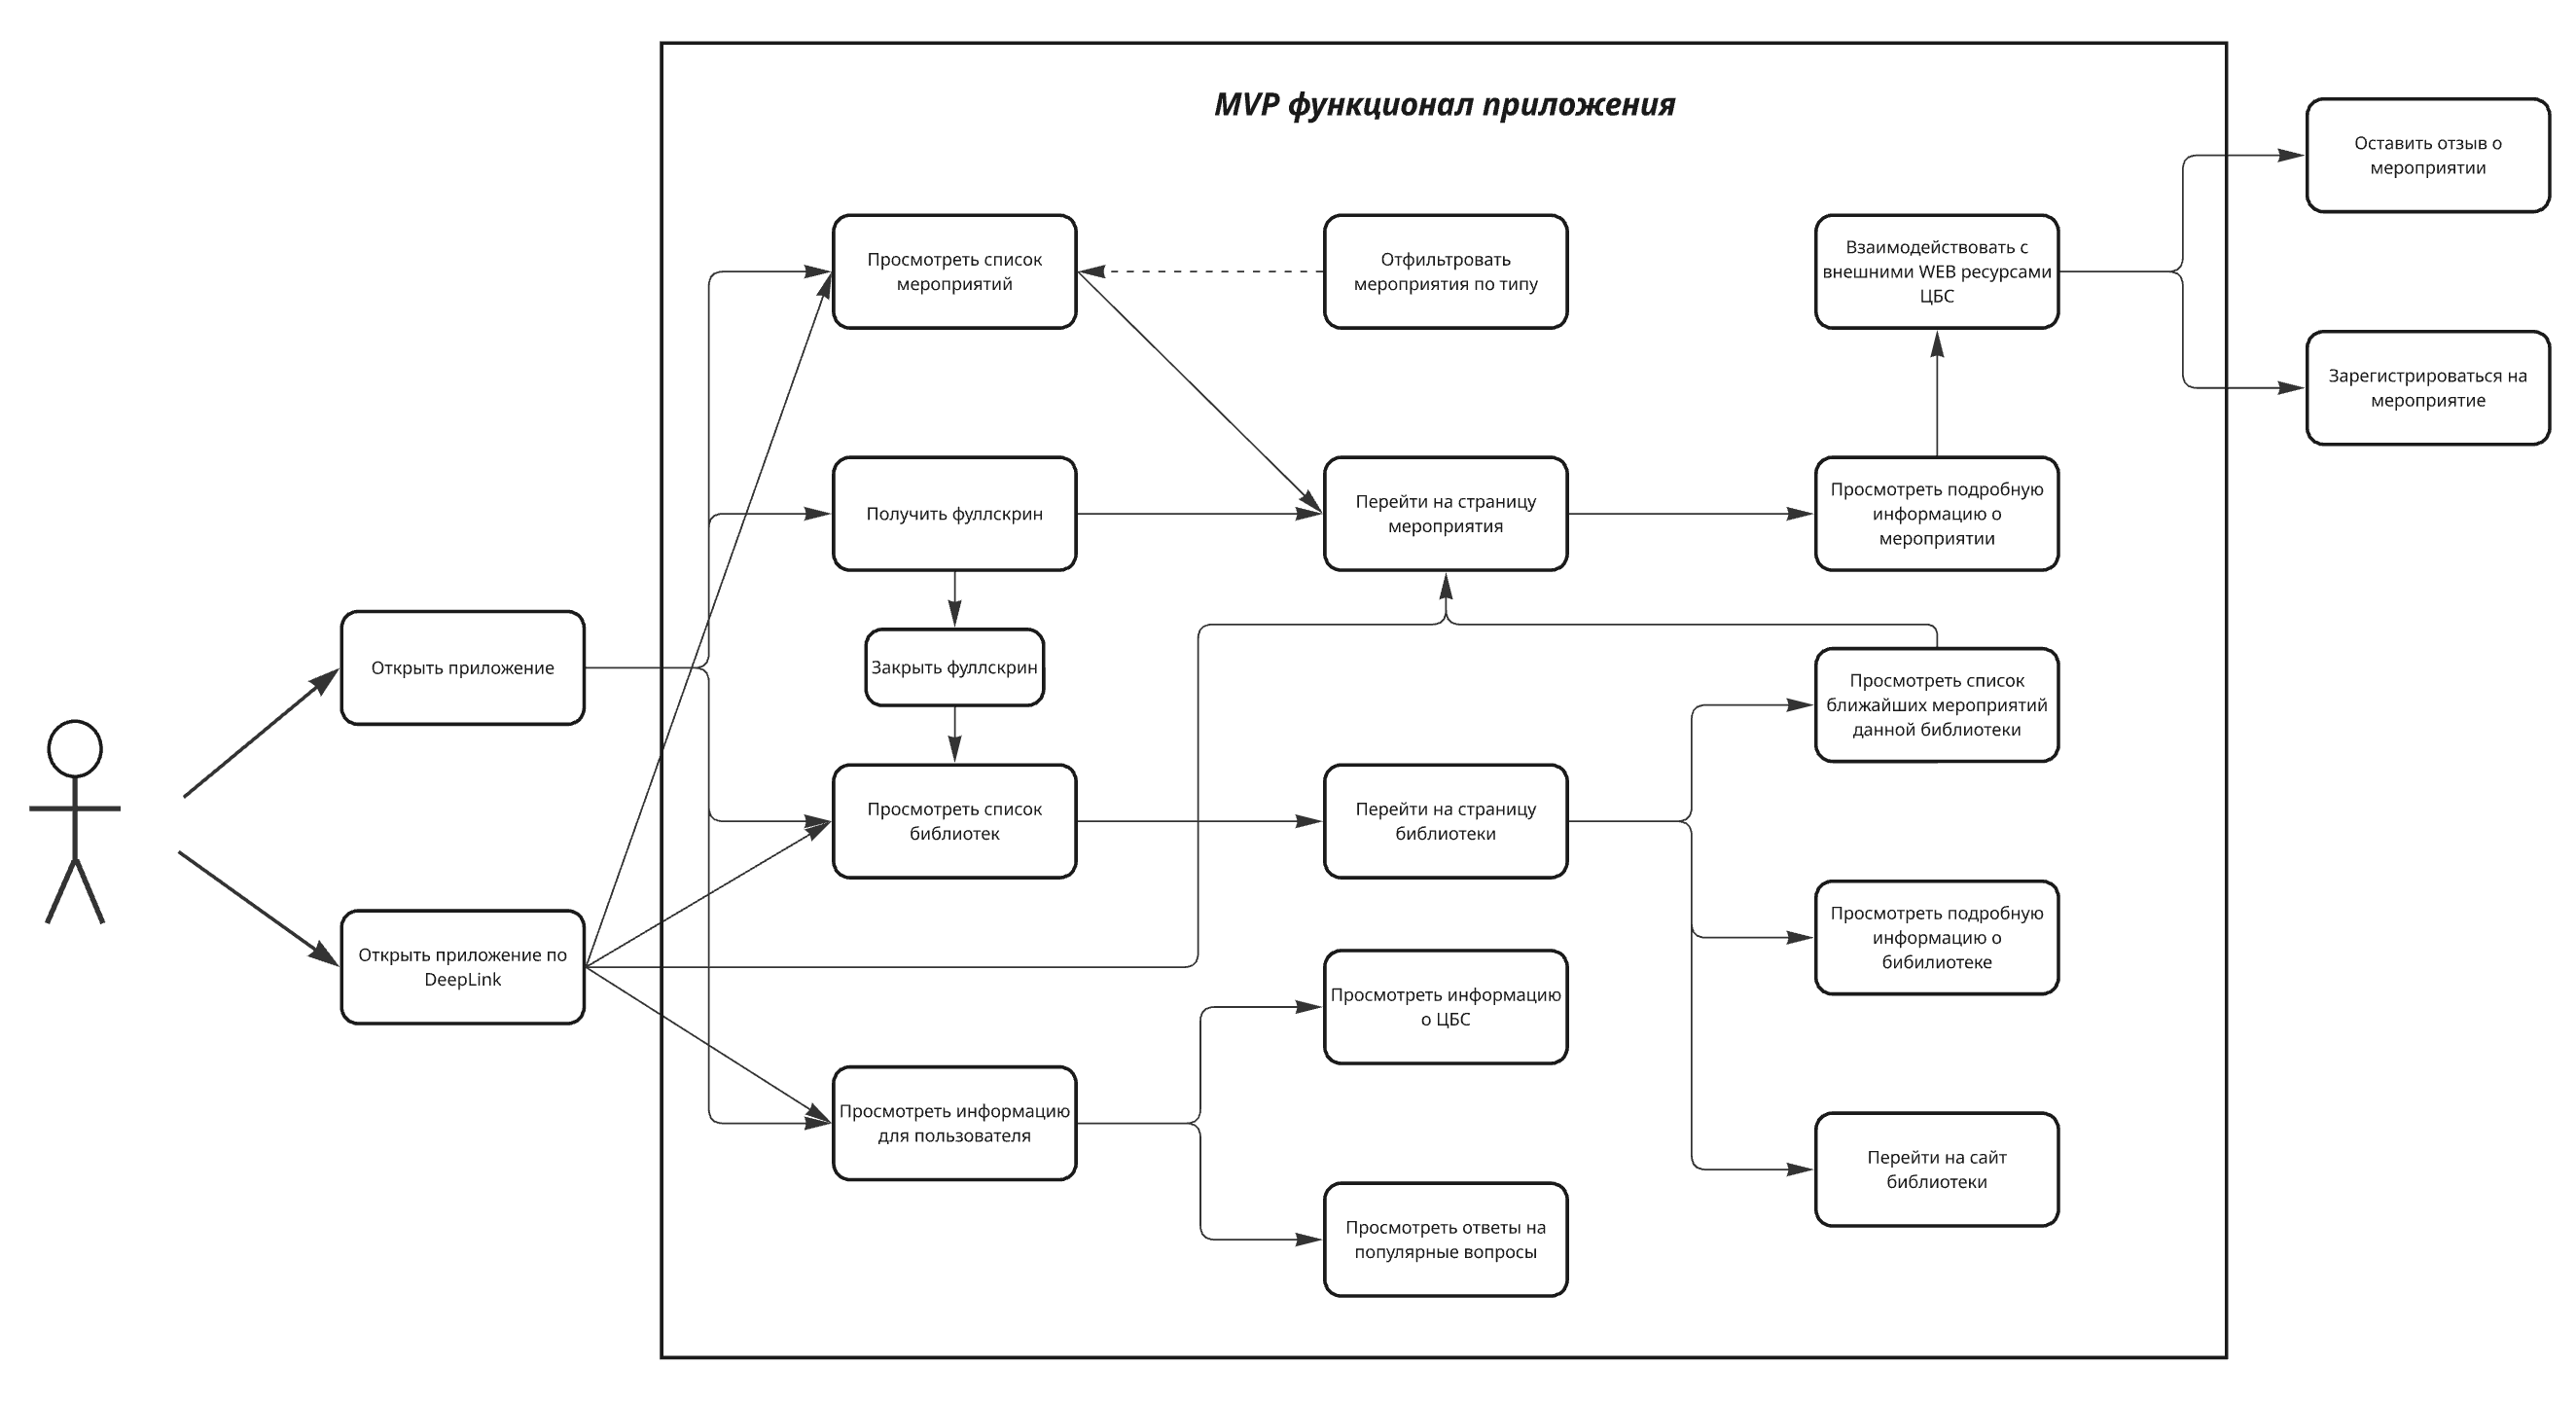 MVP функционал приложения
Оставить отзыв о
мероприятии
Просмотреть список
мероприятий
Отфильтровать
мероприятия по типу
Взаимодействовать с
внешними WEB ресурсами
ЦБС
Зарегистрироваться на
мероприятие
Получить фуллскрин
Перейти на страницу
мероприятия
Просмотреть подробную
информацию о
мероприятии
Открыть приложение
Закрыть фуллскрин
Просмотреть список
ближайших мероприятий
данной библиотеки
Просмотреть список
библиотек
Перейти на страницу
библиотеки
Просмотреть подробную
информацию о
бибилиотеке
Открыть приложение по
DeepLink
Просмотреть информацию
о ЦБС
Просмотреть информацию
для пользователя
Перейти на сайт
библиотеки
Просмотреть ответы на
популярные вопросы